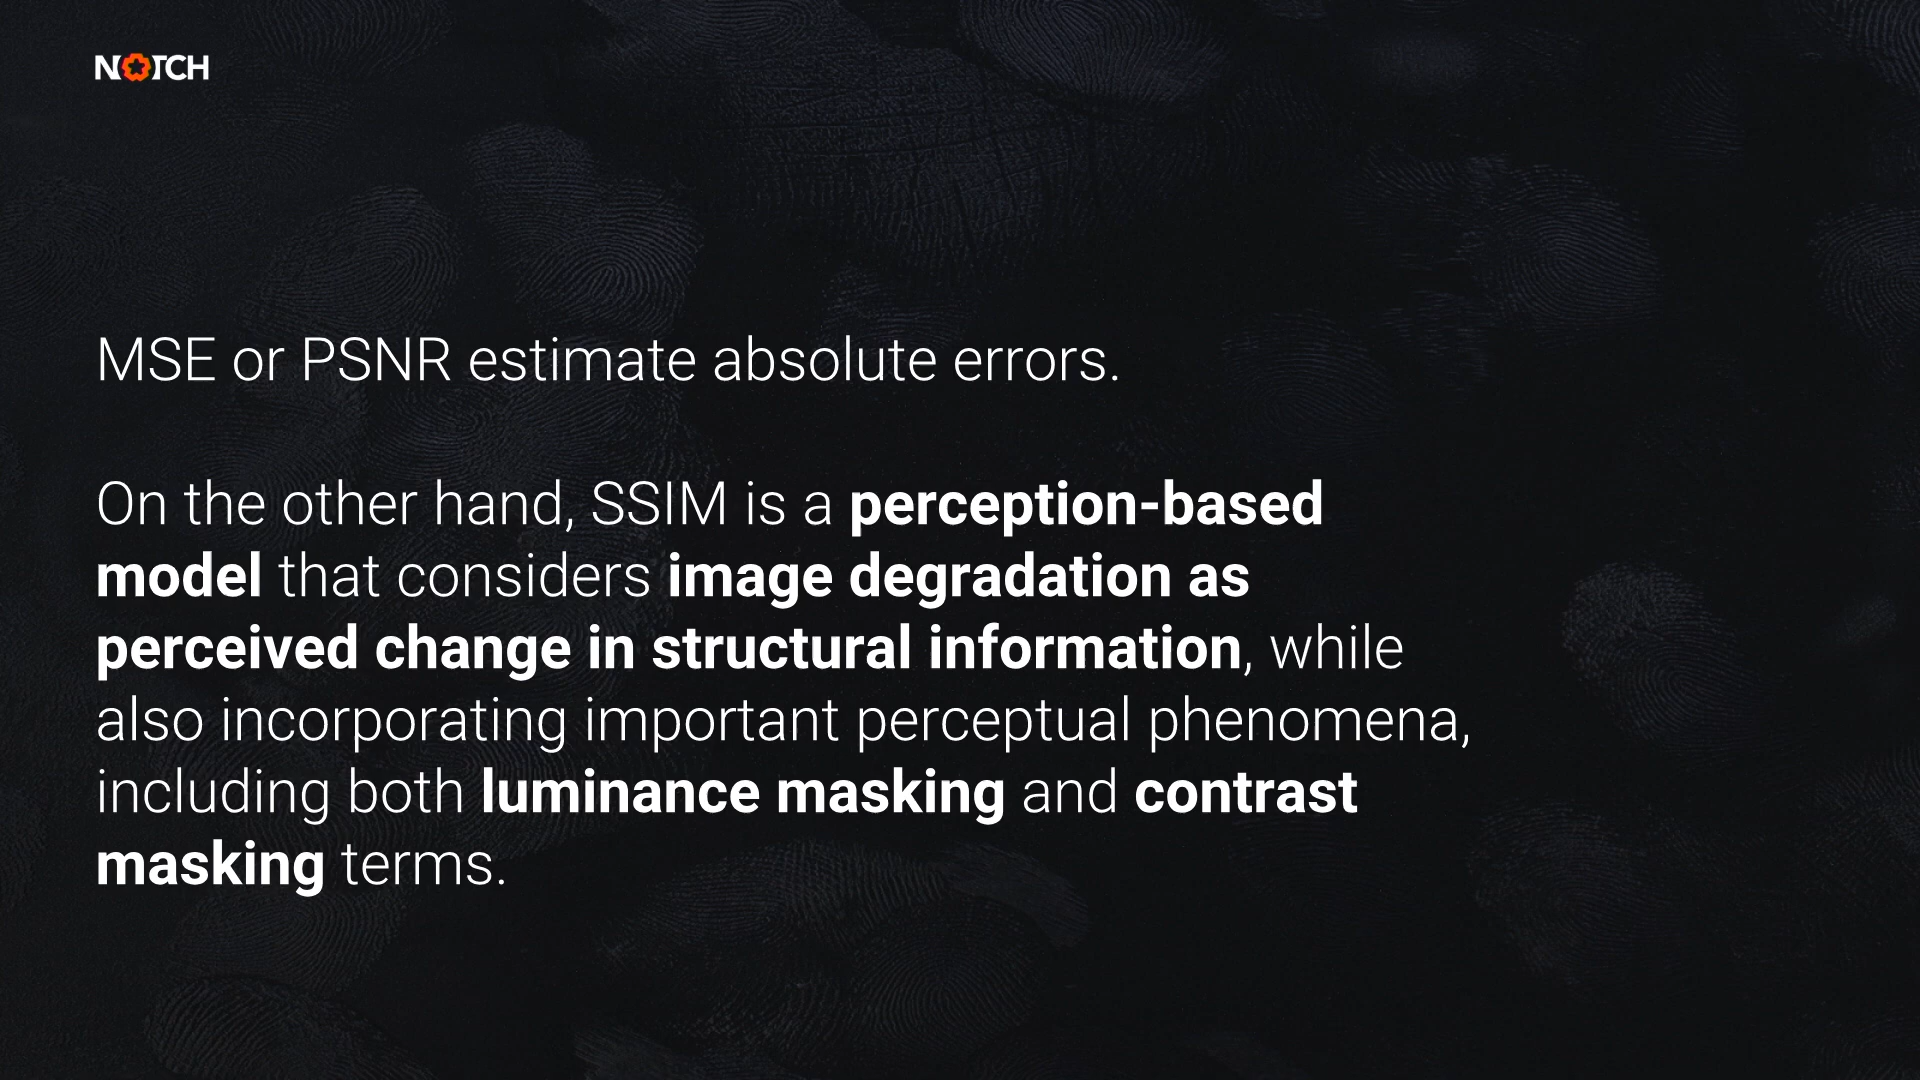 NOTCH
MSE or PSNR estimate absolute errors.
On the other hand, SSIM is a perception-based
model that considers image degradation as
perceived change in structural information, while
also incorporating important perceptual phenomena,
including both luminance masking and contrast
masking terms.